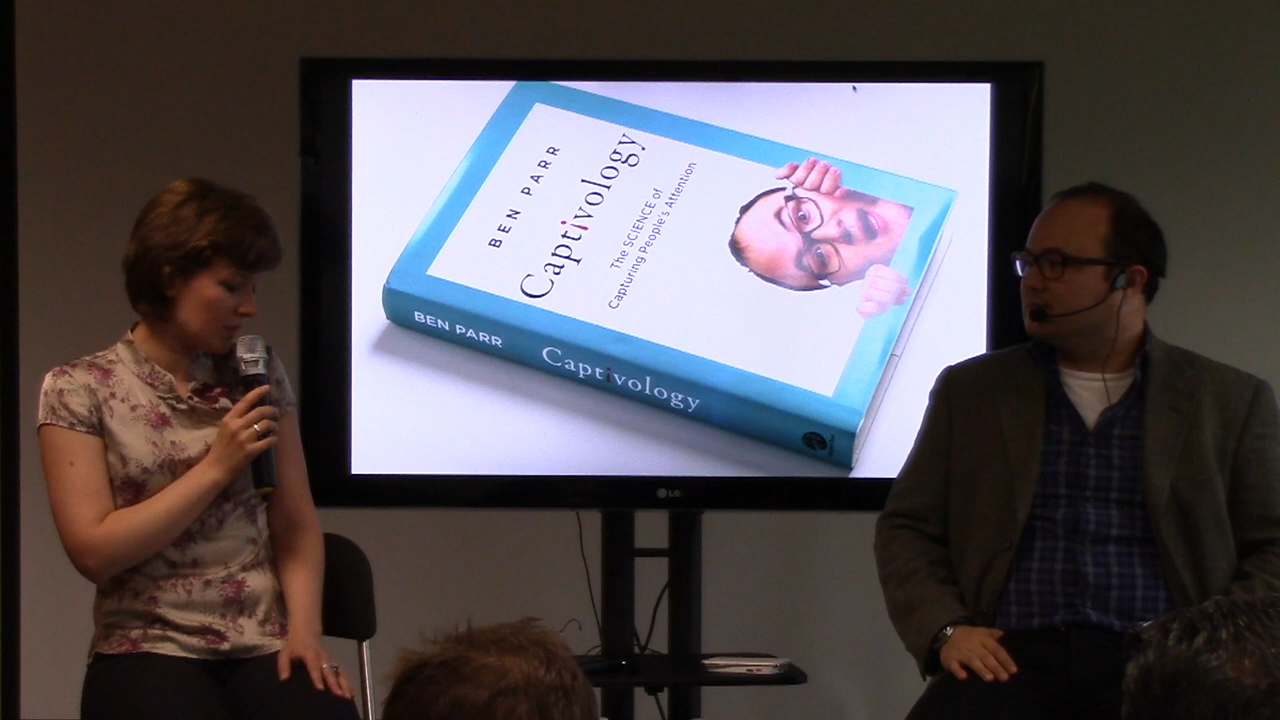 BEN PARR
Captivology
The SCIENCE of
Capturing People's Attention
BEN PARR
Captivology
LG